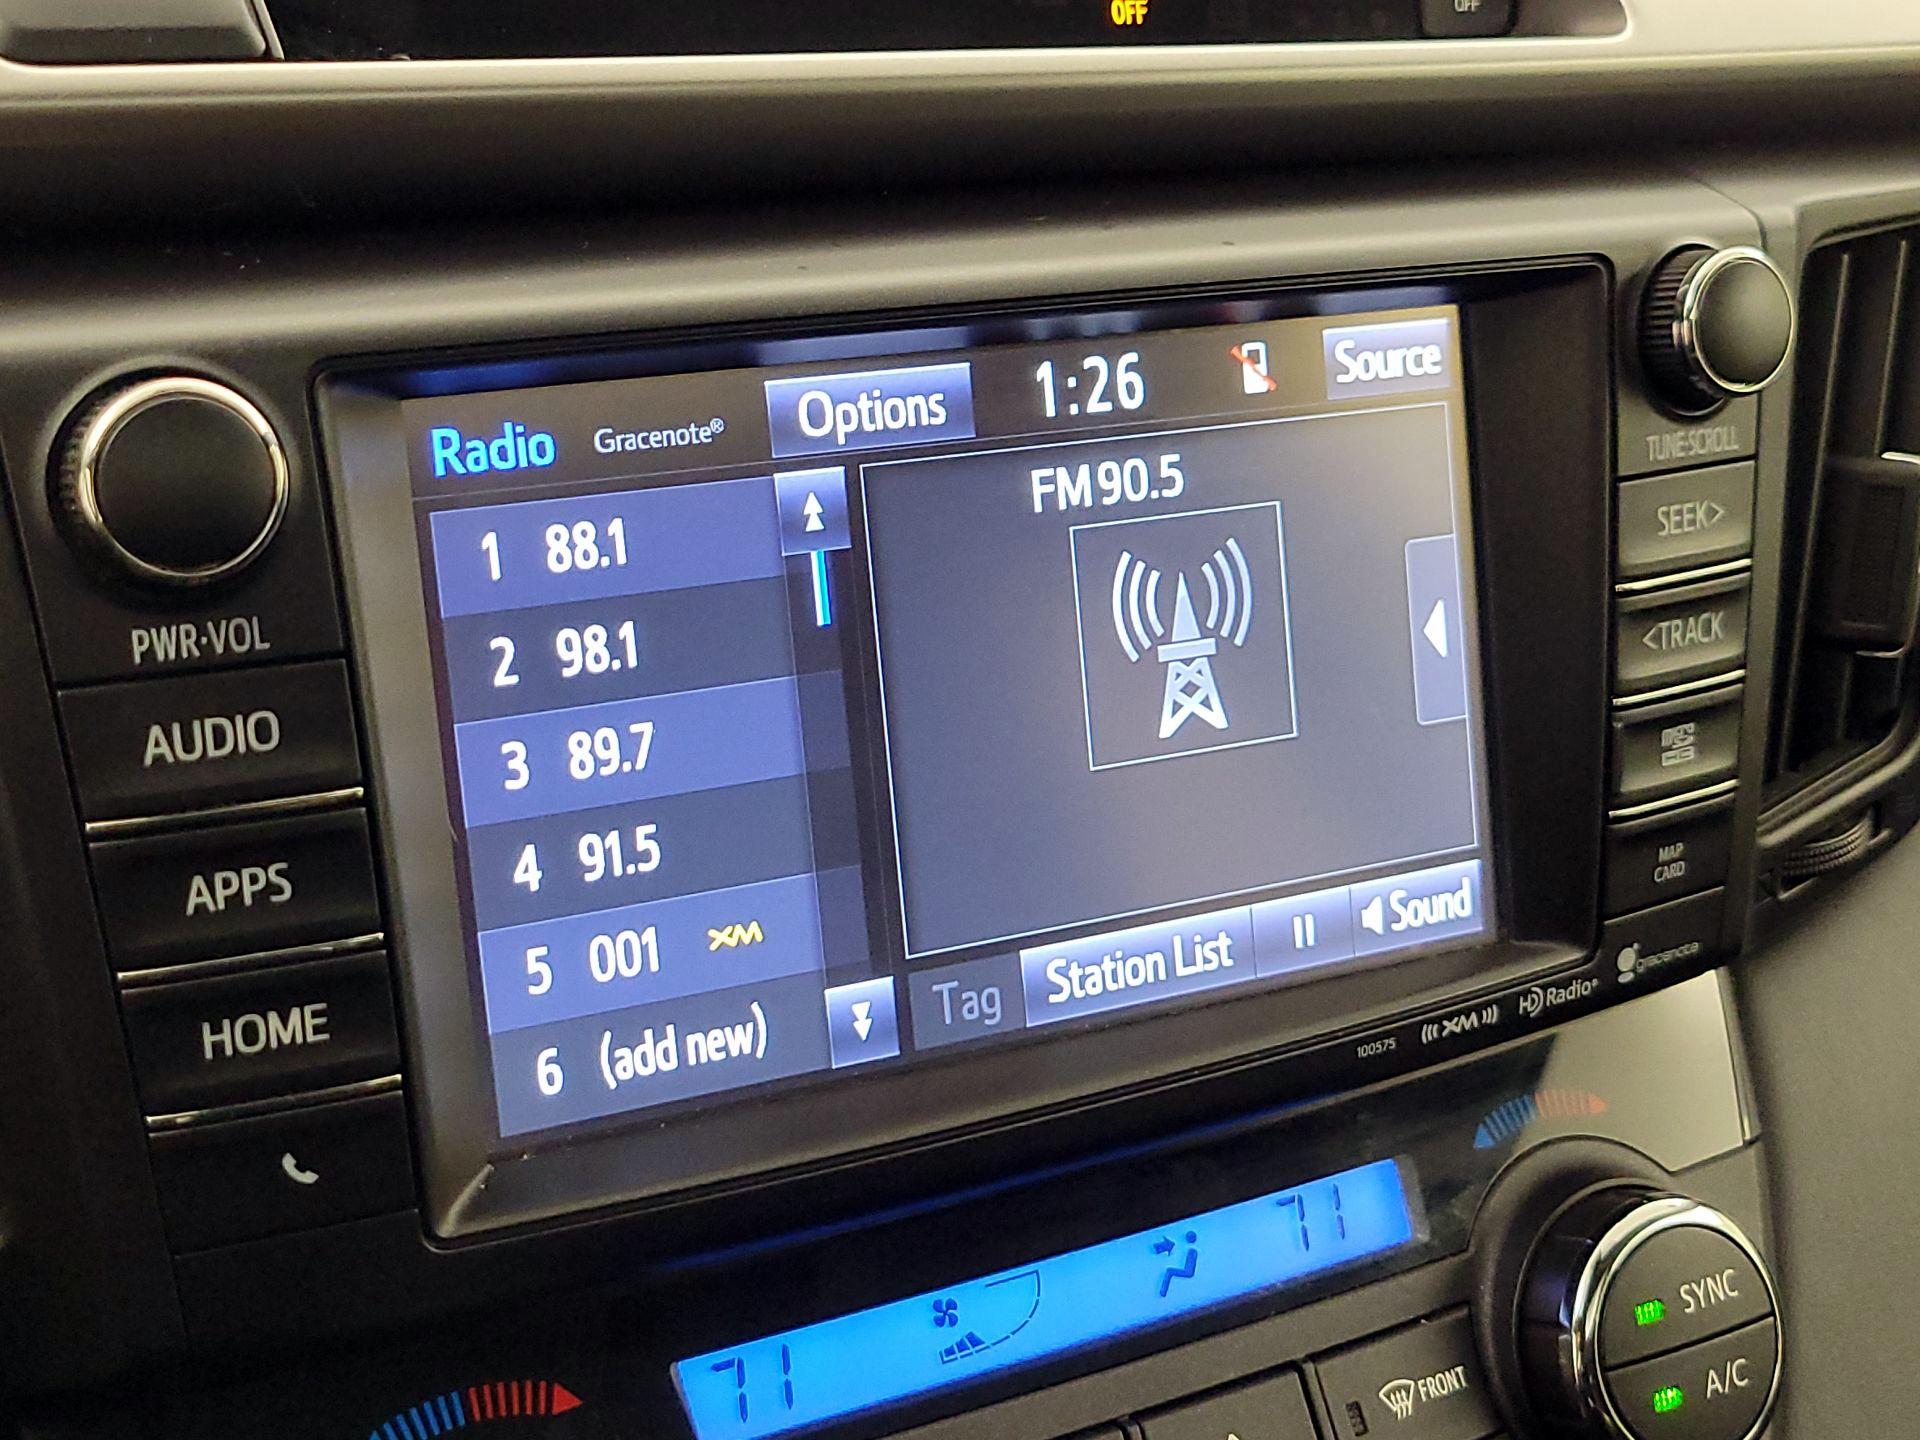 OFF
OFF
Radio Gracenote® Options 1:26 Source
FM 90.5
1 88.1
2 98.1
3 89.7
4 91.5
5 001 XM
6 (add new)
Tag Station List Sound
PWR·VOL
AUDIO
APPS
HOME
TUNE·SCROLL
SEEK>
<TRACK
MAP
CARD
gracenote
100575 XM HD Radio®
71 71
SYNC
A/C
FRONT